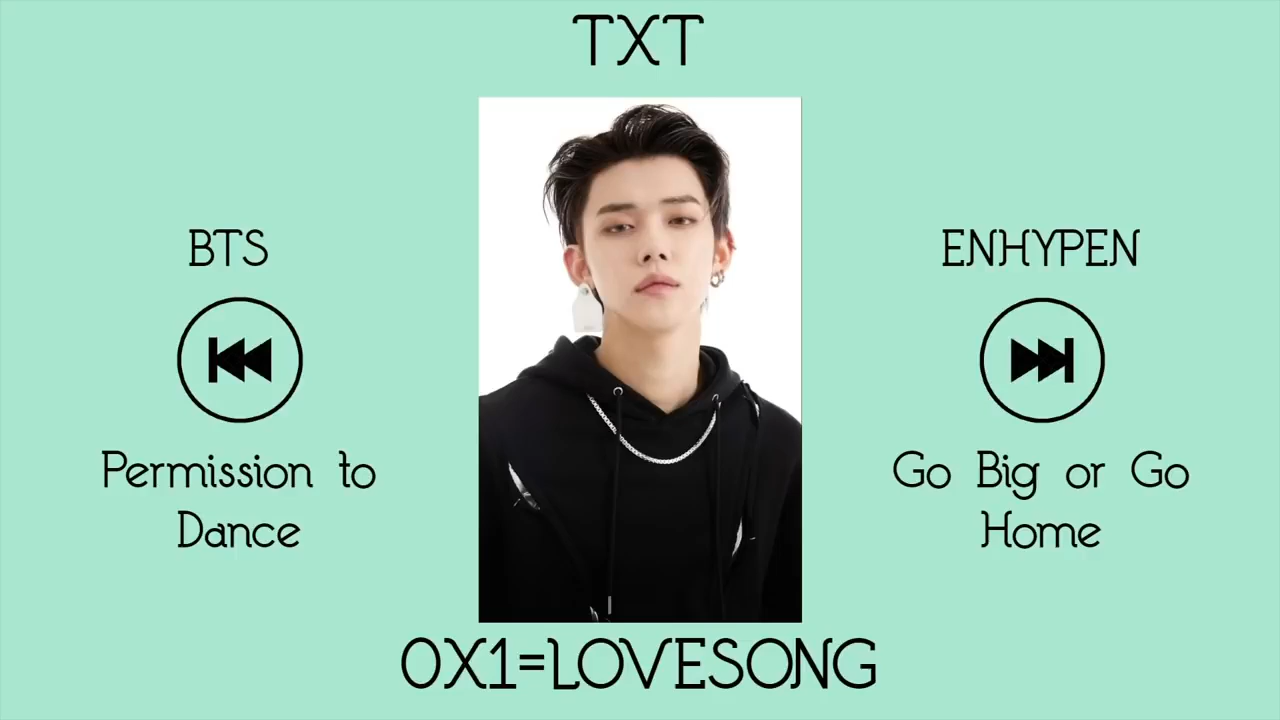 TXT
BTS
Permission to
Dance
ENHYPEN
Go Big or Go
Home
0X1=LOVESONG